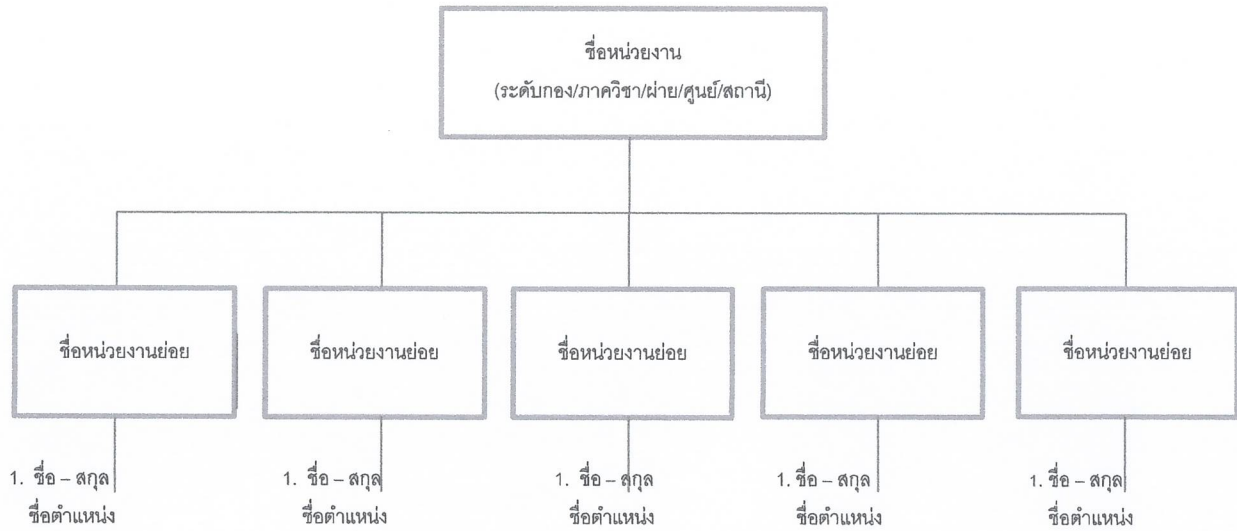 ชื่อหน่วยงาน
(ระดับกอง/ภาควิชา/ฝ่าย/ศูนย์/สถานี)
ชื่อหน่วยงานย่อย
ชื่อหน่วยงานย่อย
ชื่อหน่วยงานย่อย
ชื่อหน่วยงานย่อย
ชื่อหน่วยงานย่อย
1. ชื่อ – สกุล
ชื่อตำแหน่ง
1. ชื่อ – สกุล
ชื่อตำแหน่ง
1. ชื่อ – สกุล
ชื่อตำแหน่ง
1. ชื่อ – สกุล
ชื่อตำแหน่ง
1. ชื่อ – สกุล
ชื่อตำแหน่ง